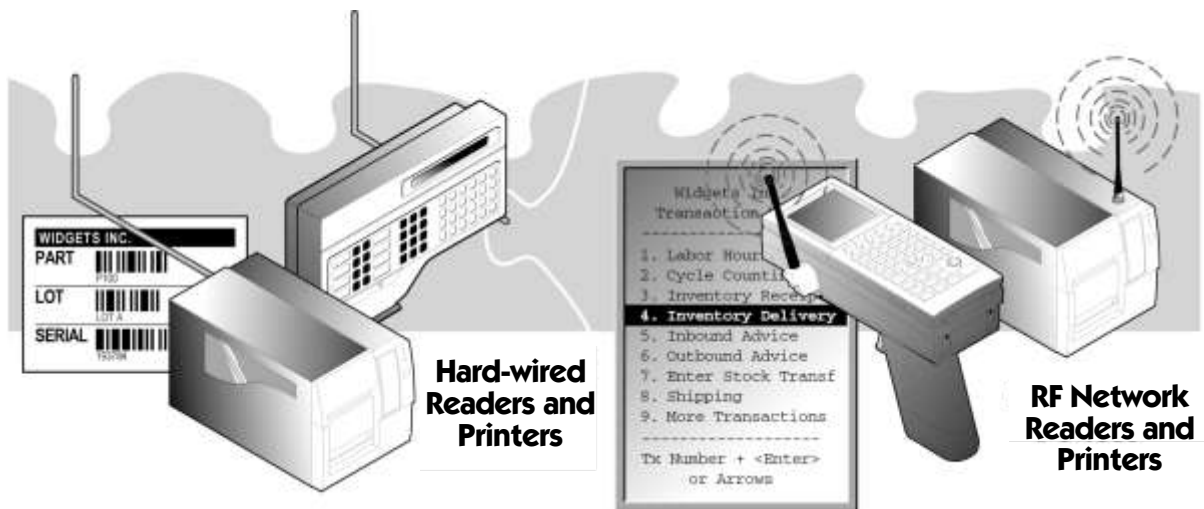 WIDGETS INC.
PART
P100
LOT
LOT A
SERIAL
Hard-wired
Readers and
Printers
Widgets
Transaction
-------------------
1. Labor Hour
2. Cycle Counti
3. Inventory Receip
4. Inventory Delivery
5. Inbound Advice
6. Outbound Advice
7. Enter Stock Transf
8. Shipping
9. More Transactions
-------------------
Tx Number + <Enter>
or Arrows
RF Network
Readers and
Printers